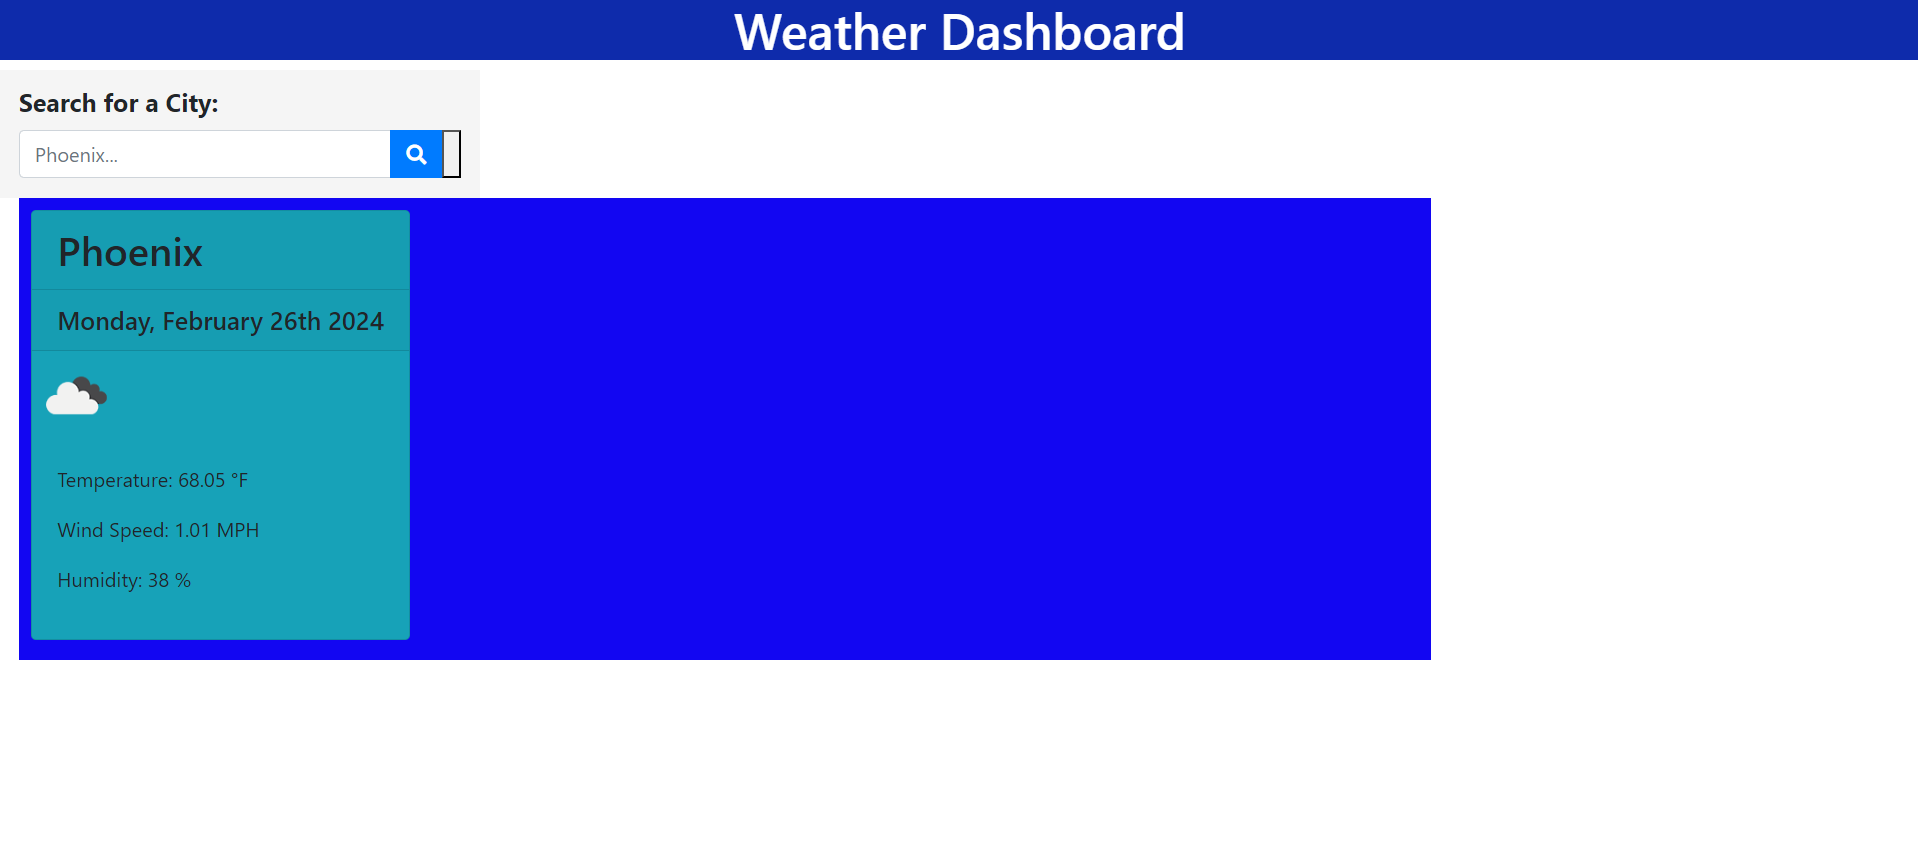 Weather Dashboard
Search for a City:
Phoenix...
Phoenix
Monday, February 26th 2024
Temperature: 68.05 °F
Wind Speed: 1.01 MPH
Humidity: 38 %